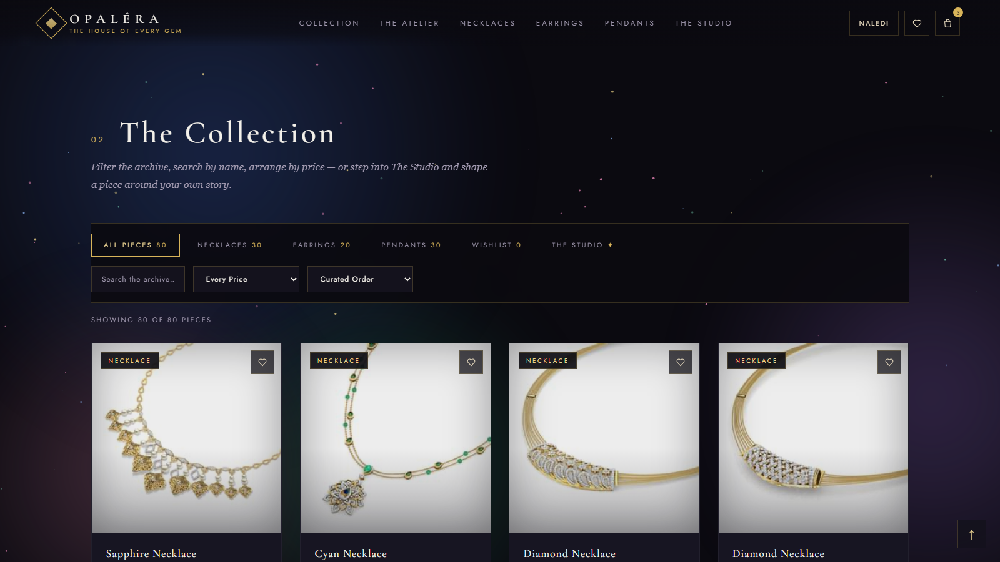 OPALÉRA
THE HOUSE OF EVERY GEM
COLLECTION THE ATELIER NECKLACES EARRINGS PENDANTS THE STUDIO
NALEDI
3
02 The Collection
Filter the archive, search by name, arrange by price — or step into The Studio and shape
a piece around your own story.
ALL PIECES 80 NECKLACES 30 EARRINGS 20 PENDANTS 30 WISHLIST 0 THE STUDIO ✦
Search the archive.. Every Price Curated Order
SHOWING 80 OF 80 PIECES
NECKLACE NECKLACE NECKLACE NECKLACE
↑
Sapphire Necklace Cyan Necklace Diamond Necklace Diamond Necklace